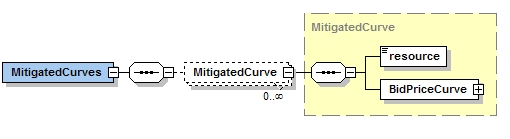 MitigatedCurve
MitigatedCurves
MitigatedCurve
0..∞
resource
BidPriceCurve